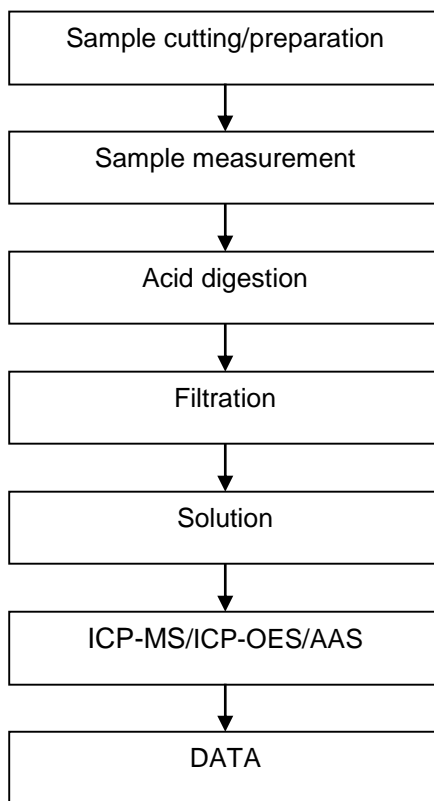 Sample cutting/preparation
Sample measurement
Acid digestion
Filtration
Solution
ICP-MS/ICP-OES/AAS
DATA